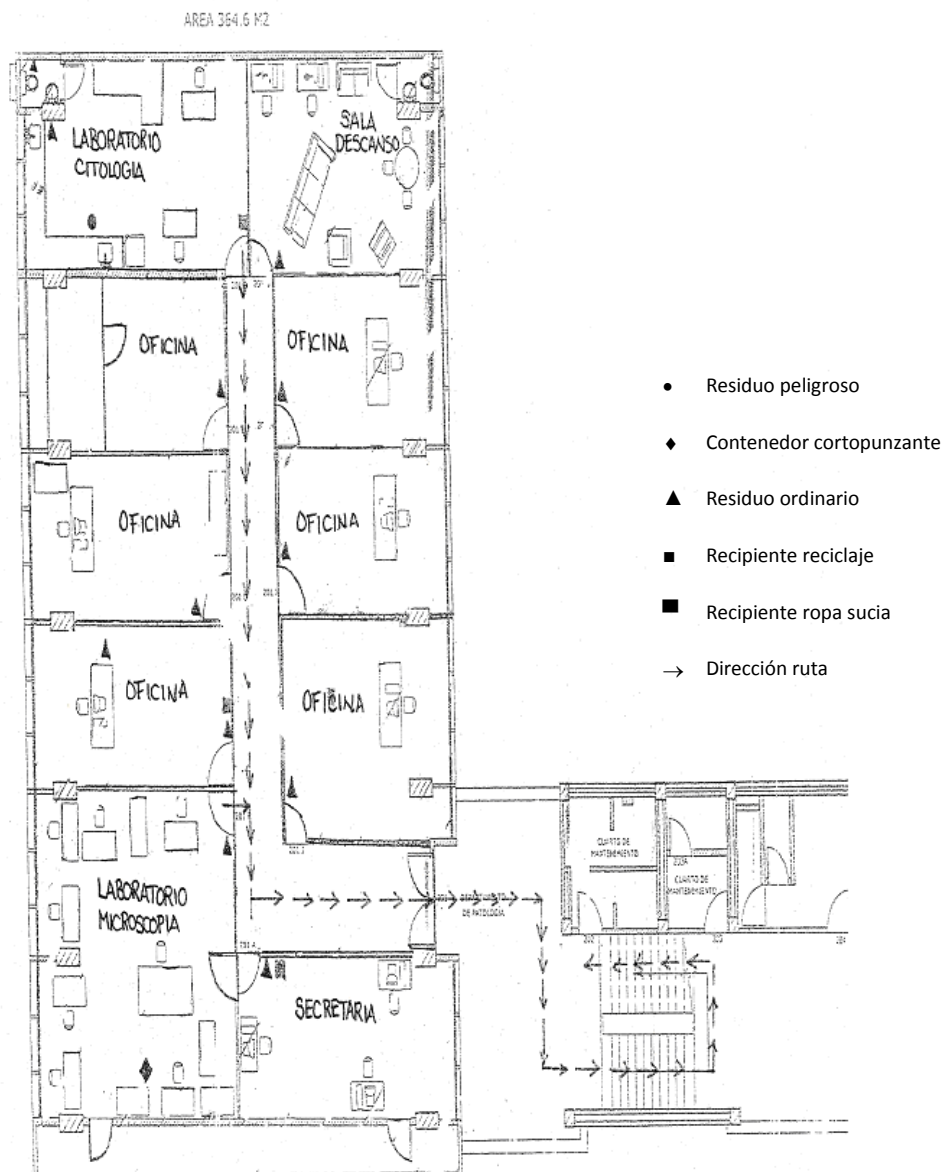 AREA 364.6 M2
LABORATORIO
CITOLOGIA
SALA
DESCANSO
OFICINA
OFICINA
OFICINA
OFICINA
OFICINA
OFICINA
LABORATORIO
MICROSCOPIA
SECRETARIA
CUARTO DE
MANTENIMIENTO
CUARTO DE
MANTENIMIENTO
DE PATOLOGIA
Residuo peligroso
Contenedor cortopunzante
Residuo ordinario
Recipiente reciclaje
Recipiente ropa sucia
Dirección ruta